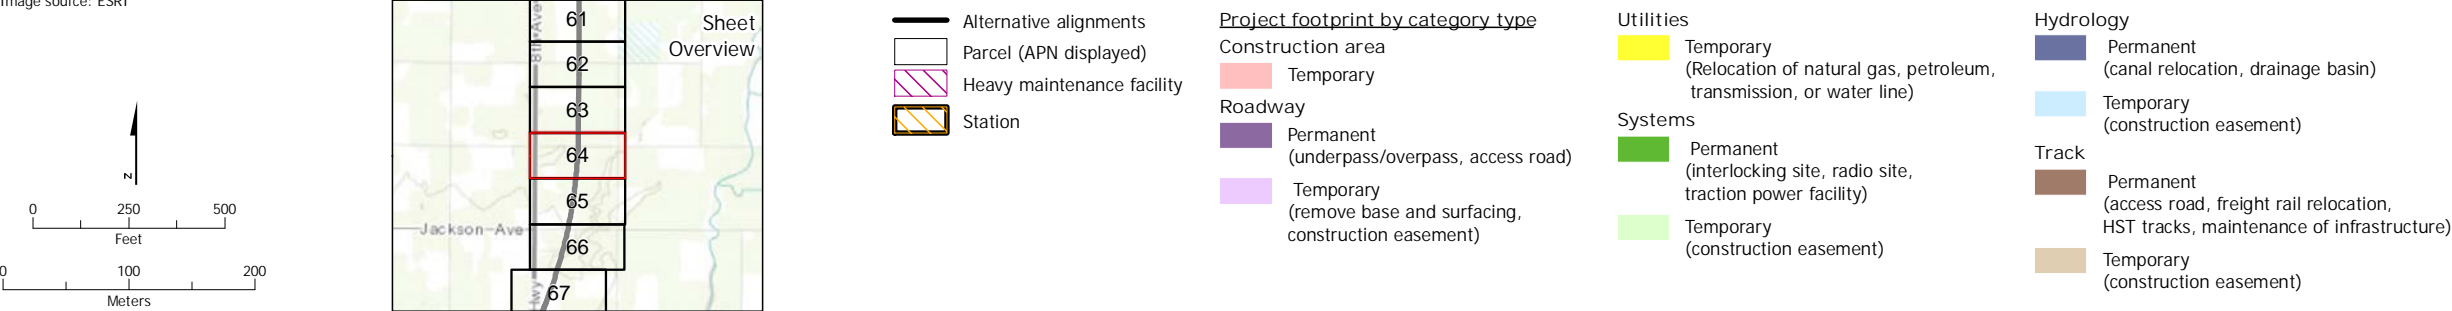 Image source: ESRI
N
0 250 500
Feet
0 100 200
Meters
Sheet
Overview
8th Ave
61
62
63
64
65
Jackson Ave
66
67
Hwy
Alternative alignments
Parcel (APN displayed)
Heavy maintenance facility
Station
Project footprint by category type
Construction area
Temporary
Roadway
Permanent
(underpass/overpass, access road)
Temporary
(remove base and surfacing,
construction easement)
Utilities
Temporary
(Relocation of natural gas, petroleum,
transmission, or water line)
Systems
Permanent
(interlocking site, radio site,
traction power facility)
Temporary
(construction easement)
Hydrology
Permanent
(canal relocation, drainage basin)
Temporary
(construction easement)
Track
Permanent
(access road, freight rail relocation,
HST tracks, maintenance of infrastructure)
Temporary
(construction easement)